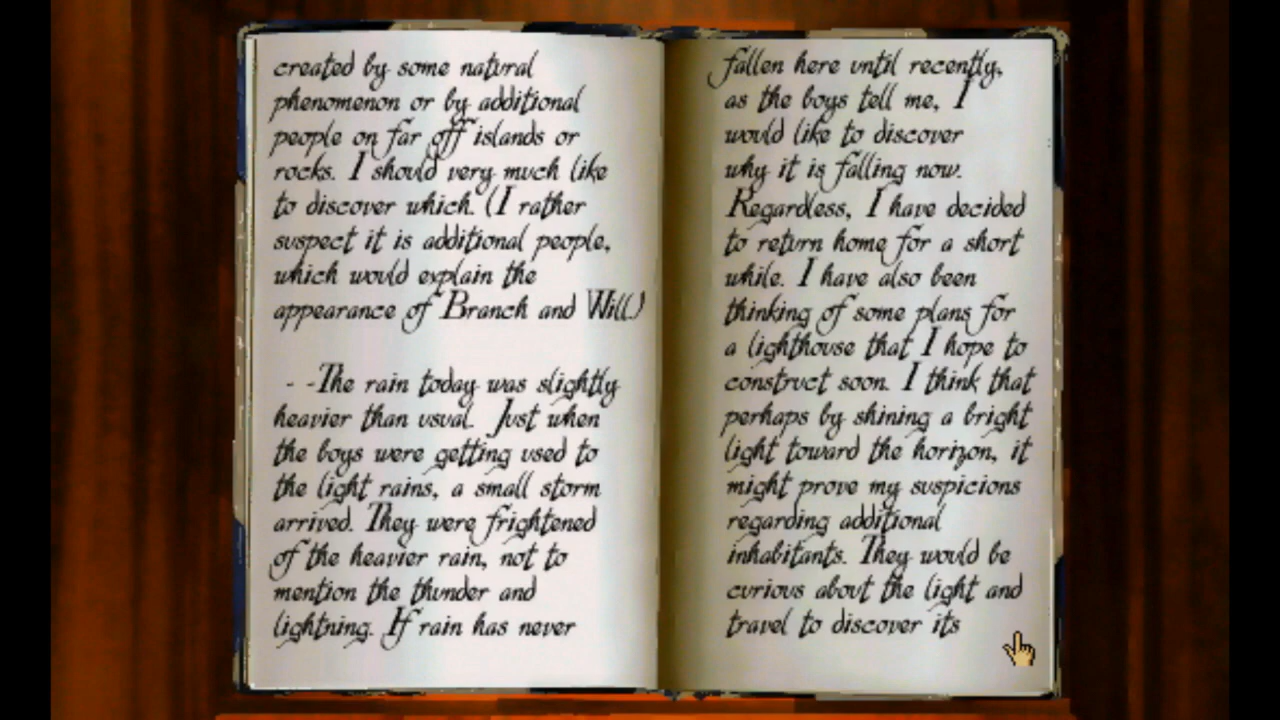 created by some natural
phenomenon or by additional
people on far off islands or
rocks. I should very much like
to discover which. (I rather
suspect it is additional people,
which would explain the
appearance of Branch and Will)
- -The rain today was slightly
heavier than usual. Just when
the boys were getting used to
the light rains, a small storm
arrived. They were frightened
of the heavier rain, not to
mention the thunder and
lightning. If rain has never
fallen here until recently,
as the boys tell me, I
would like to discover
why it is falling now.
Regardless, I have decided
to return home for a short
while. I have also been
thinking of some plans for
a lighthouse that I hope to
construct soon. I think that
perhaps by shining a bright
light toward the horizon, it
might prove my suspicions
regarding additional
inhabitants. They would be
curious about the light and
travel to discover its